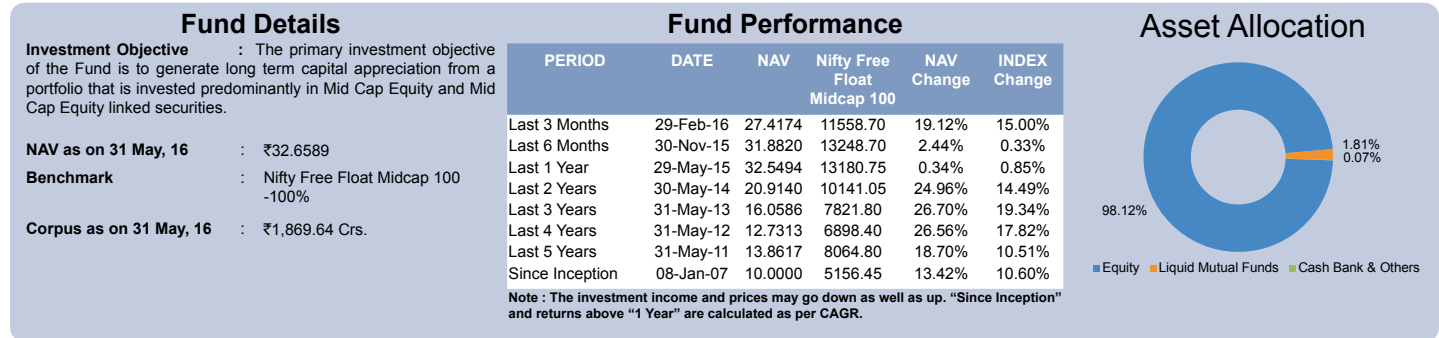 Fund Details
Investment Objective : The primary investment objective
of the Fund is to generate long term capital appreciation from a
portfolio that is invested predominantly in Mid Cap Equity and Mid
Cap Equity linked securities.
NAV as on 31 May, 16 : ₹32.6589
Benchmark : Nifty Free Float Midcap 100
-100%
Corpus as on 31 May, 16 : ₹1,869.64 Crs.
Fund Performance
PERIOD DATE NAV Nifty Free Float Midcap 100 NAV Change INDEX Change
Last 3 Months 29-Feb-16 27.4174 11558.70 19.12% 15.00%
Last 6 Months 30-Nov-15 31.8820 13248.70 2.44% 0.33%
Last 1 Year 29-May-15 32.5494 13180.75 0.34% 0.85%
Last 2 Years 30-May-14 20.9140 10141.05 24.96% 14.49%
Last 3 Years 31-May-13 16.0586 7821.80 26.70% 19.34%
Last 4 Years 31-May-12 12.7313 6898.40 26.56% 17.82%
Last 5 Years 31-May-11 13.8617 8064.80 18.70% 10.51%
Since Inception 08-Jan-07 10.0000 5156.45 13.42% 10.60%
Note : The investment income and prices may go down as well as up. “Since Inception”
and returns above “1 Year” are calculated as per CAGR.
Asset Allocation
1.81%
0.07%
98.12%
Equity Liquid Mutual Funds Cash Bank & Others